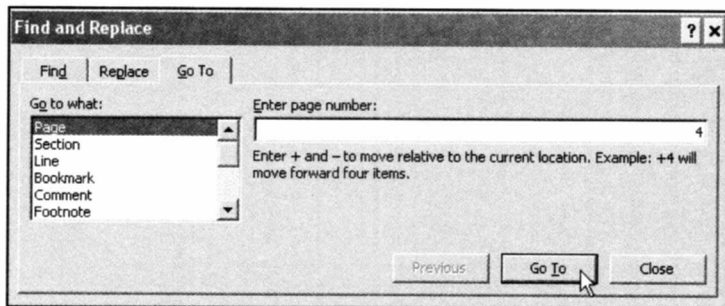 Find and Replace
? ×
Find Replace Go To
Go to what:
Page
Section
Line
Bookmark
Comment
Footnote
Enter page number:
4
Enter + and – to move relative to the current location. Example: +4 will
move forward four items.
Previous Go To Close